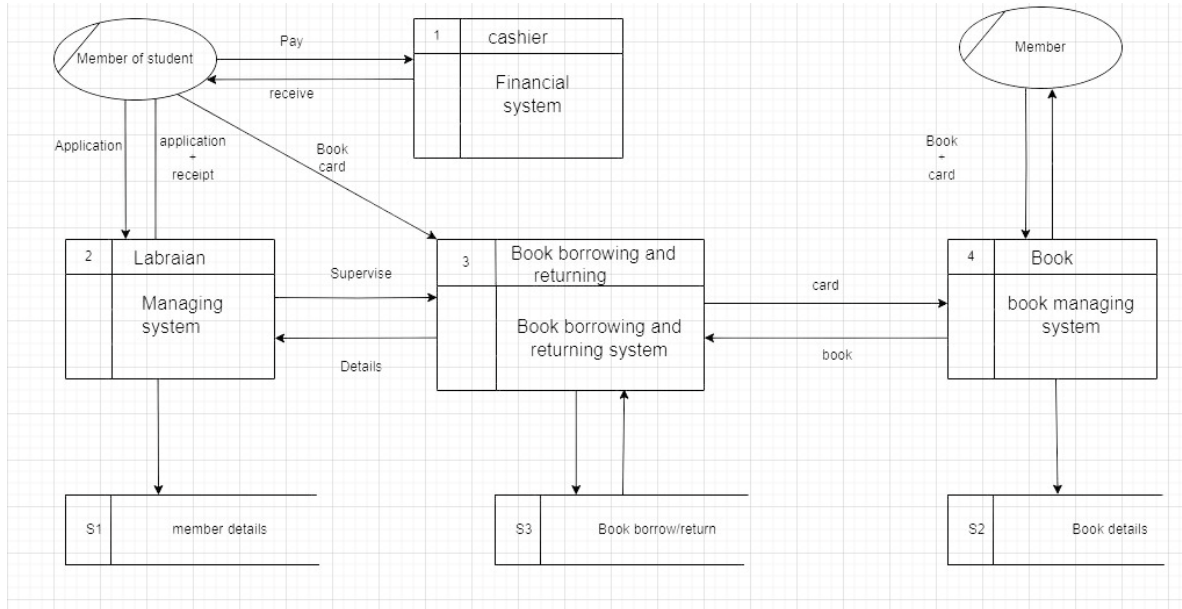 Member of student
Pay
receive
1
cashier
Financial
system
Member
Application
application
+
receipt
Book
card
Book
+
card
2
Labraian
Managing
system
Supervise
Details
3
Book borrowing and
returning
Book borrowing and
returning system
card
book
4
Book
book managing
system
S1
member details
S3
Book borrow/return
S2
Book details